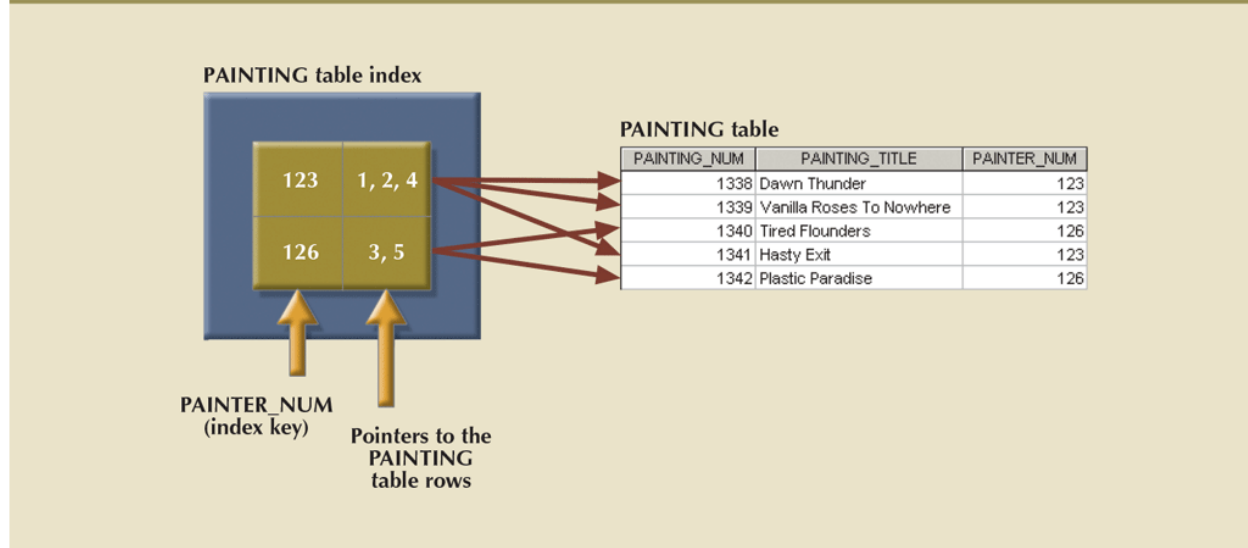 PAINTING table index
123 1, 2, 4
126 3, 5
PAINTER_NUM
(index key)
Pointers to the
PAINTING
table rows
PAINTING table
PAINTING_NUM PAINTING_TITLE PAINTER_NUM
1338 Dawn Thunder 123
1339 Vanilla Roses To Nowhere 123
1340 Tired Flounders 126
1341 Hasty Exit 123
1342 Plastic Paradise 126